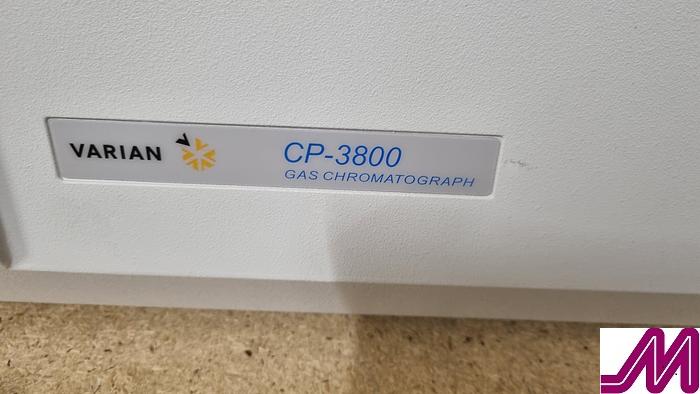 VARIAN
CP-3800
GAS CHROMATOGRAPH
M